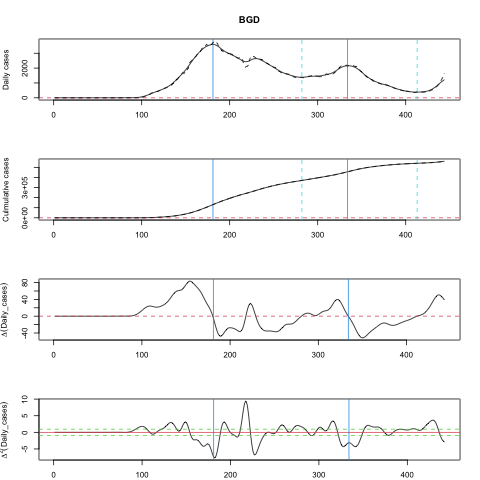 BGD
Daily cases
0 2000
0 100 200 300 400
Culmulative cases
0e+00 3e+05
0 100 200 300 400
Δ(Daily_cases)
-40 0 40 80
0 100 200 300 400
Δ²(Daily_cases)
-5 0 5 10
0 100 200 300 400